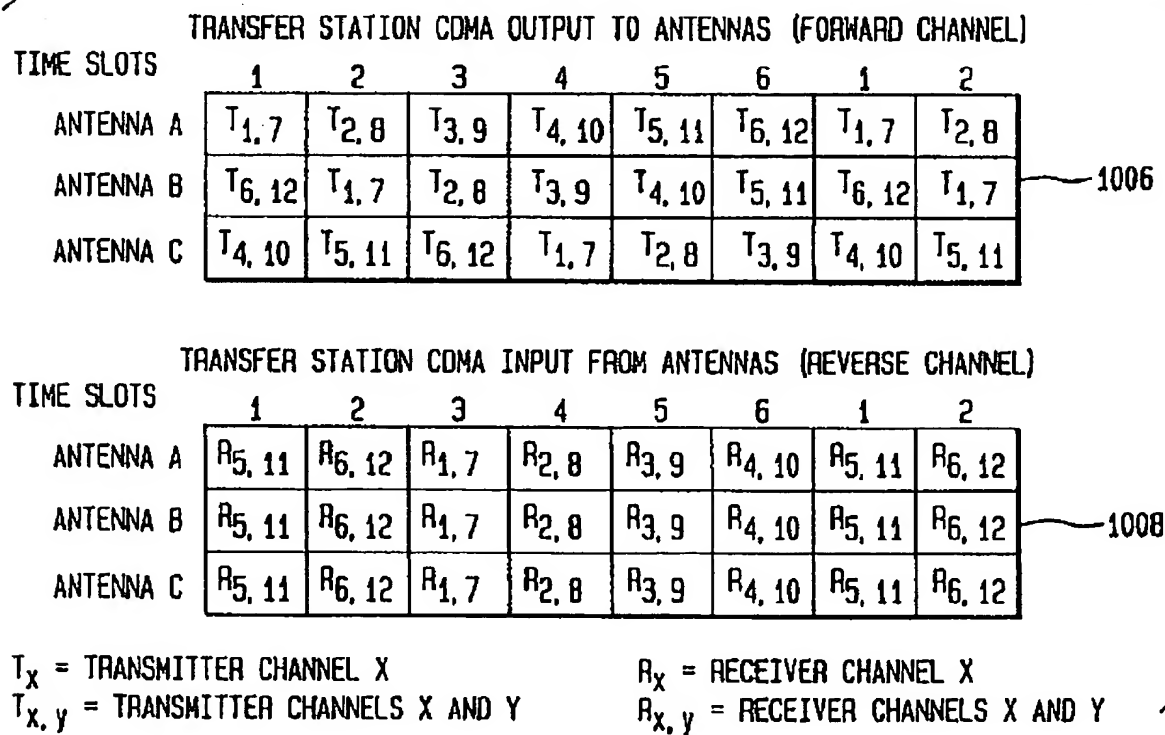 TRANSFER STATION CDMA OUTPUT TO ANTENNAS (FORWARD CHANNEL)
TIME SLOTS 1 2 3 4 5 6 1 2
ANTENNA A T1, 7 T2, 8 T3, 9 T4, 10 T5, 11 T6, 12 T1, 7 T2, 8
ANTENNA B T6, 12 T1, 7 T2, 8 T3, 9 T4, 10 T5, 11 T6, 12 T1, 7 1006
ANTENNA C T4, 10 T5, 11 T6, 12 T1, 7 T2, 8 T3, 9 T4, 10 T5, 11
TRANSFER STATION CDMA INPUT FROM ANTENNAS (REVERSE CHANNEL)
TIME SLOTS 1 2 3 4 5 6 1 2
ANTENNA A R5, 11 R6, 12 R1, 7 R2, 8 R3, 9 R4, 10 R5, 11 R6, 12
ANTENNA B R5, 11 R6, 12 R1, 7 R2, 8 R3, 9 R4, 10 R5, 11 R6, 12 1008
ANTENNA C R5, 11 R6, 12 R1, 7 R2, 8 R3, 9 R4, 10 R5, 11 R6, 12
TX = TRANSMITTER CHANNEL X RX = RECEIVER CHANNEL X
TX, y = TRANSMITTER CHANNELS X AND Y RX, y = RECEIVER CHANNELS X AND Y